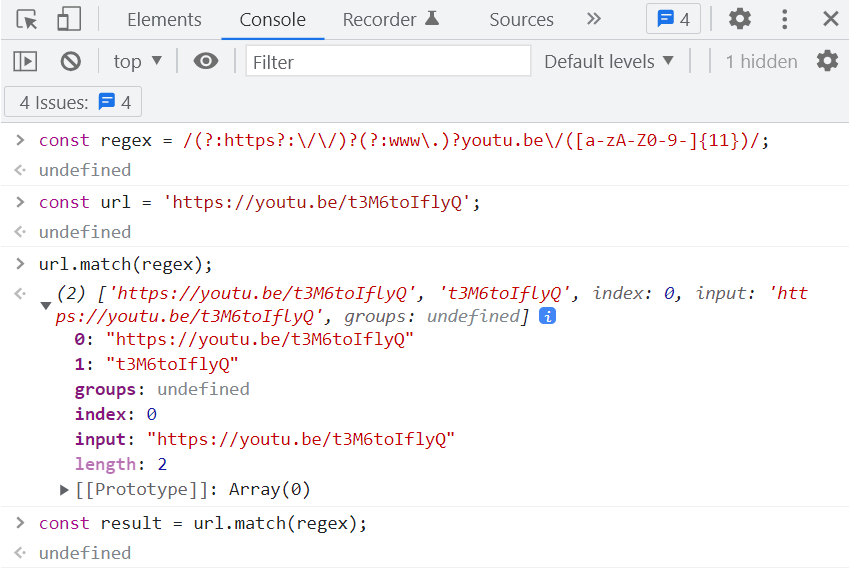 Elements Console Recorder Sources 4
top Filter Default levels 1 hidden
4 Issues: 4
const regex = /(?:https?:\/\/)?(?:www\.)?youtu.be\/([a-zA-Z0-9-]{11})/;
undefined
const url = 'https://youtu.be/t3M6toIflyQ';
undefined
url.match(regex);
(2) ['https://youtu.be/t3M6toIflyQ', 't3M6toIflyQ', index: 0, input: 'htt
ps://youtu.be/t3M6toIflyQ', groups: undefined] i
0: "https://youtu.be/t3M6toIflyQ"
1: "t3M6toIflyQ"
groups: undefined
index: 0
input: "https://youtu.be/t3M6toIflyQ"
length: 2
[[Prototype]]: Array(0)
const result = url.match(regex);
undefined